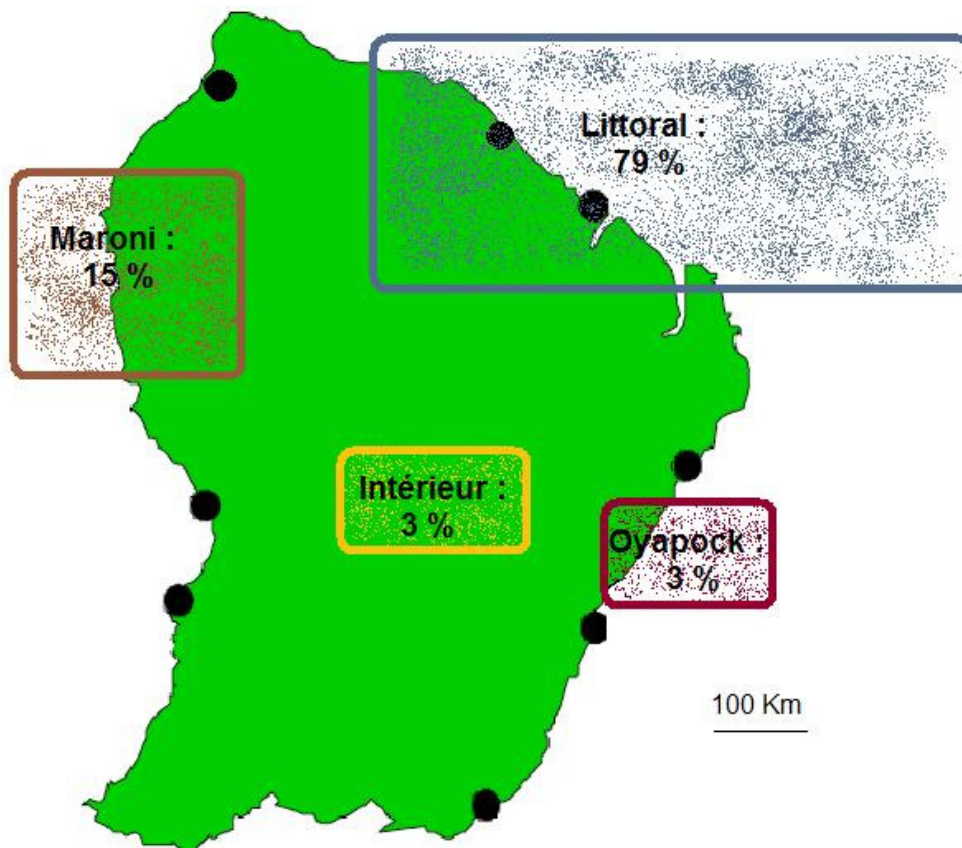 Littoral :
79 %
Maroni :
15 %
Intérieur :
3 %
Oyapock :
3 %
100 Km